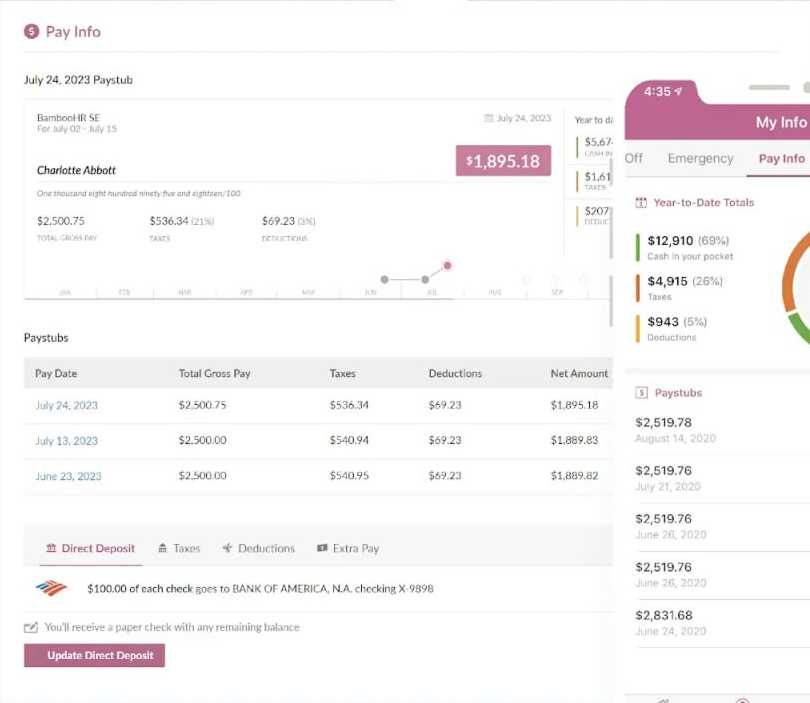 Pay Info
July 24, 2023 Paystub
BambooHR SE
For July 02 - July 15
July 24, 2023
Charlotte Abbott
$1,895.18
One thousand eight hundred ninety five and eighteen/100
$2,500.75
TOTAL GROSS PAY
$536.34 (21%)
TAXES
$69.23 (3%)
DEDUCTIONS
Year to
$5,67
CASH IN
$1,61
TAXES
$207
JAN FEB MAR APR MAY JUN JUL AUG SEP
Paystubs
Pay Date Total Gross Pay Taxes Deductions Net Amount
July 24, 2023 $2,500.75 $536.34 $69.23 $1,895.18
July 13, 2023 $2,500.00 $540.94 $69.23 $1,889.83
June 23, 2023 $2,500.00 $540.95 $69.23 $1,889.82
Direct Deposit Taxes Deductions Extra Pay
$100.00 of each check goes to BANK OF AMERICA, N.A. checking X-9898
You'll receive a paper check with any remaining balance
Update Direct Deposit
4:35
My Info
Off Emergency Pay Info
Year-to-Date Totals
$12,910 (69%)
Cash in your pocket
$4,915 (26%)
Taxes
$943 (5%)
Deductions
Paystubs
$2,519.78
August 14, 2020
$2,519.76
July 21, 2020
$2,519.76
June 26, 2020
$2,519.76
June 26, 2020
$2,831.68
June 24, 2020